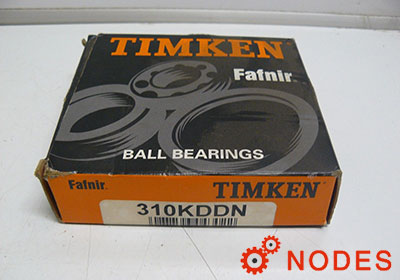 TIMKEN
Fafnir
BALL BEARINGS
Fafnir TIMKEN
310KDDN
NODES